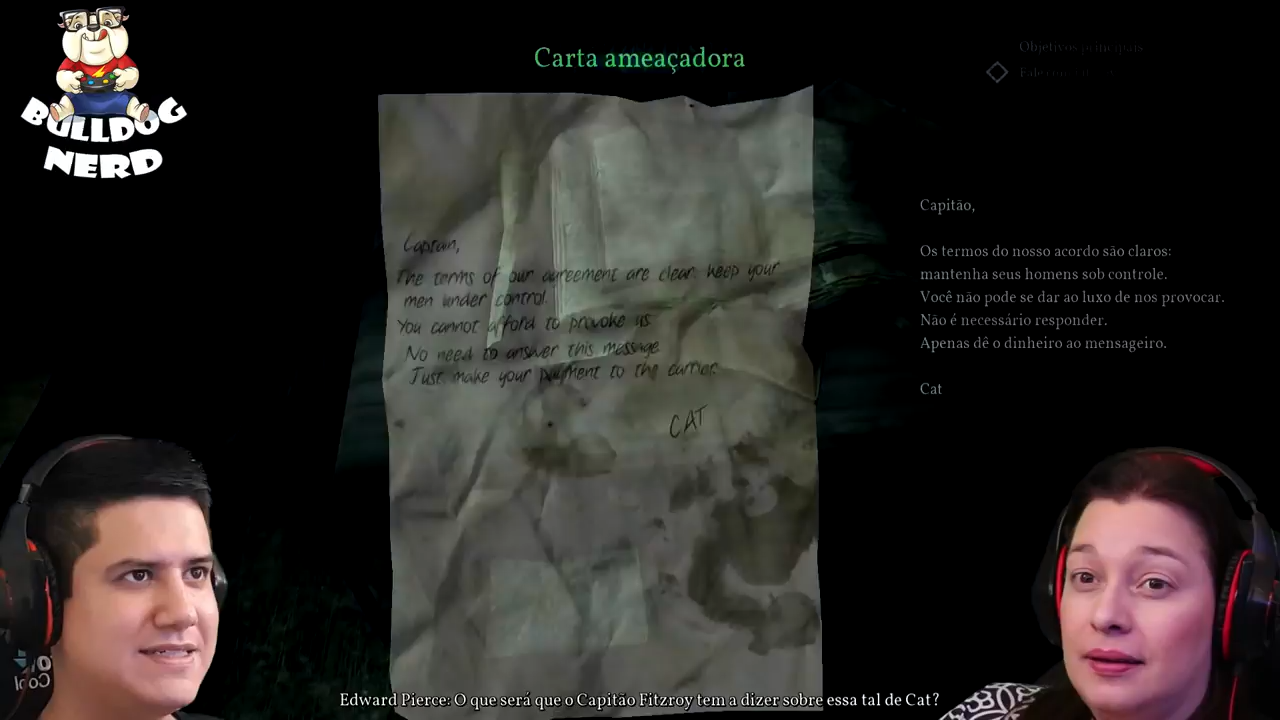 BULLDOG
NERD
Carta ameaçadora
Objetivos principais
Captain,
The terms of our agreement are clear: keep your
men under control.
You cannot afford to provoke us
No need to answer this message
Just make your payment to the carrier.
CAT
Capitão,
Os termos do nosso acordo são claros:
mantenha seus homens sob controle.
Você não pode se dar ao luxo de nos provocar.
Não é necessário responder.
Apenas dê o dinheiro ao mensageiro.
Cat
Edward Pierce: O que será que o Capitão Fitzroy tem a dizer sobre essa tal de Cat?